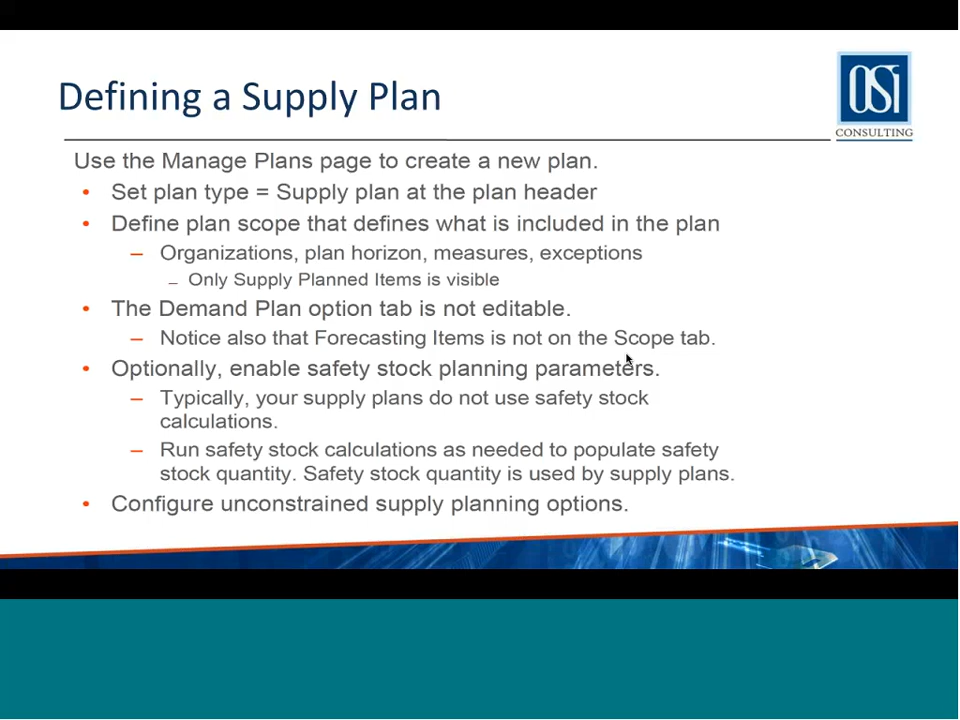 Defining a Supply Plan
OSi
CONSULTING
Use the Manage Plans page to create a new plan.
• Set plan type = Supply plan at the plan header
• Define plan scope that defines what is included in the plan
– Organizations, plan horizon, measures, exceptions
– Only Supply Planned Items is visible
• The Demand Plan option tab is not editable.
– Notice also that Forecasting Items is not on the Scope tab.
• Optionally, enable safety stock planning parameters.
– Typically, your supply plans do not use safety stock
calculations.
– Run safety stock calculations as needed to populate safety
stock quantity. Safety stock quantity is used by supply plans.
• Configure unconstrained supply planning options.